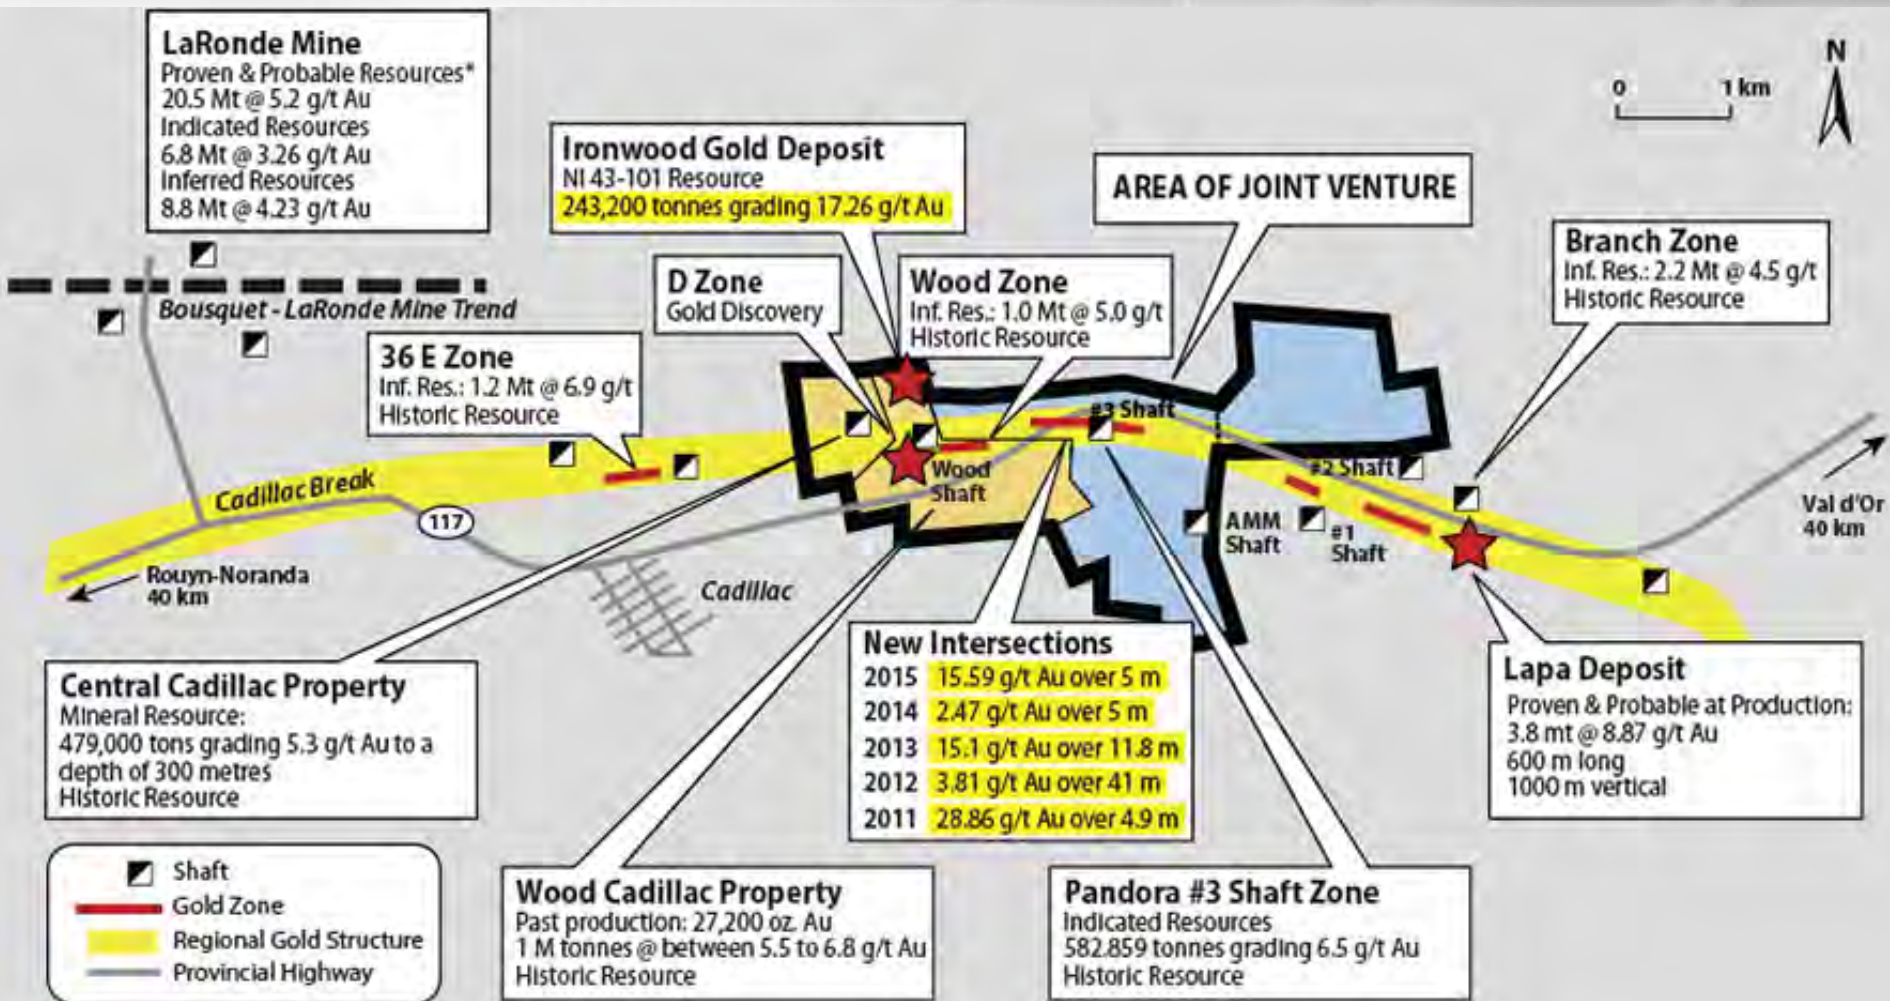 LaRonde Mine
Proven & Probable Resources*
20.5 Mt @ 5.2 g/t Au
Indicated Resources
6.8 Mt @ 3.26 g/t Au
Inferred Resources
8.8 Mt @ 4.23 g/t Au
N
0 1 km
Ironwood Gold Deposit
NI 43-101 Resource
243,200 tonnes grading 17.26 g/t Au
AREA OF JOINT VENTURE
Branch Zone
Inf. Res.: 2.2 Mt @ 4.5 g/t
Historic Resource
D Zone
Gold Discovery
Wood Zone
Inf. Res.: 1.0 Mt @ 5.0 g/t
Historic Resource
Bousquet - LaRonde Mine Trend
36 E Zone
Inf. Res.: 1.2 Mt @ 6.9 g/t
Historic Resource
#3 Shaft
Wood
Shaft
#2 Shaft
Cadillac Break
117
AMM
Shaft
#1
Shaft
Val d'Or
40 km
Rouyn-Noranda
40 km
Cadillac
New Intersections
2015 15.59 g/t Au over 5 m
2014 2.47 g/t Au over 5 m
2013 15.1 g/t Au over 11.8 m
2012 3.81 g/t Au over 41 m
2011 28.86 g/t Au over 4.9 m
Central Cadillac Property
Mineral Resource:
479,000 tons grading 5.3 g/t Au to a
depth of 300 metres
Historic Resource
Lapa Deposit
Proven & Probable at Production:
3.8 mt @ 8.87 g/t Au
600 m long
1000 m vertical
Shaft
Gold Zone
Regional Gold Structure
Provincial Highway
Wood Cadillac Property
Past production: 27,200 oz. Au
1 M tonnes @ between 5.5 to 6.8 g/t Au
Historic Resource
Pandora #3 Shaft Zone
Indicated Resources
582.859 tonnes grading 6.5 g/t Au
Historic Resource